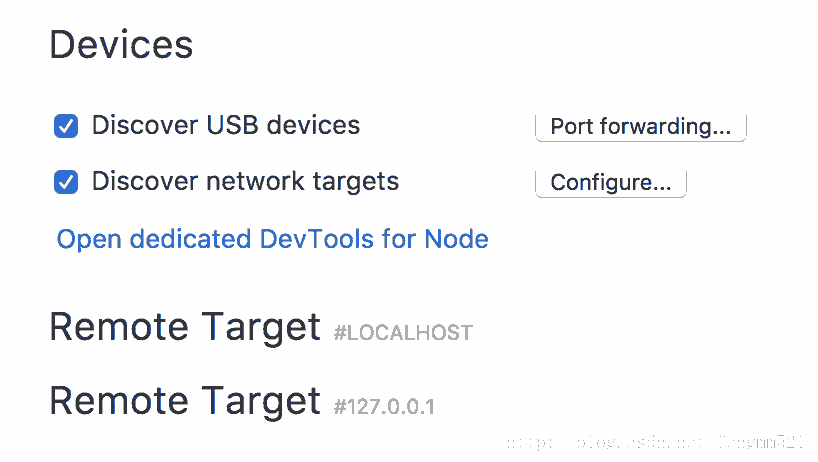 Devices
Discover USB devices Port forwarding...
Discover network targets Configure...
Open dedicated DevTools for Node
Remote Target #LOCALHOST
Remote Target #127.0.0.1